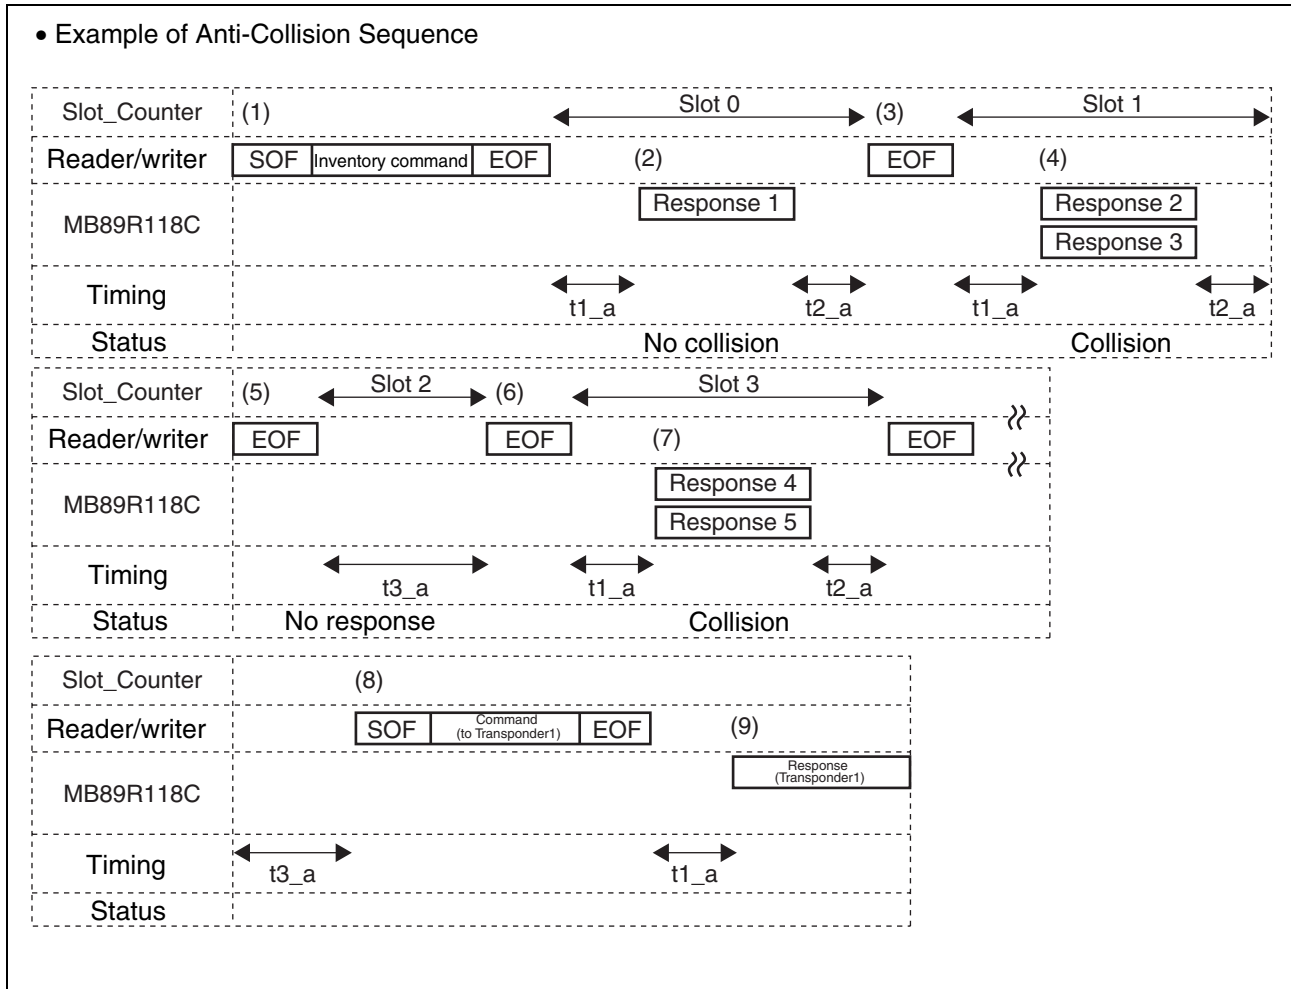 • Example of Anti-Collision Sequence
Slot_Counter (1) Slot 0 (3) Slot 1
Reader/writer SOF Inventory command EOF (2) EOF (4)
MB89R118C Response 1 Response 2
Response 3
Timing t1_a t2_a t1_a t2_a
Status No collision Collision
Slot_Counter (5) Slot 2 (6) Slot 3
Reader/writer EOF EOF (7) EOF
MB89R118C Response 4
Response 5
Timing t3_a t1_a t2_a
Status No response Collision
Slot_Counter (8)
Reader/writer SOF Command (to Transponder1) EOF (9)
MB89R118C Response (Transponder1)
Timing t3_a t1_a
Status